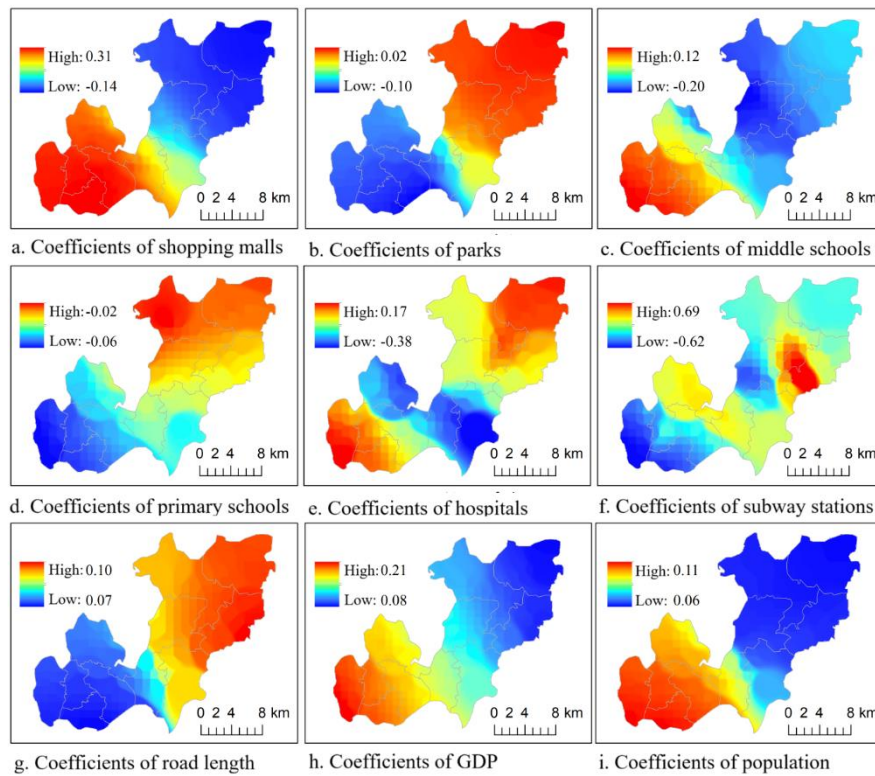 High: 0.31
Low: -0.14
0 2 4 8 km
a. Coefficients of shopping malls
High: 0.02
Low: -0.10
0 2 4 8 km
b. Coefficients of parks
High: 0.12
Low: -0.20
0 2 4 8 km
c. Coefficients of middle schools
High: -0.02
Low: -0.06
0 2 4 8 km
d. Coefficients of primary schools
High: 0.17
Low: -0.38
0 2 4 8 km
e. Coefficients of hospitals
High: 0.69
Low: -0.62
0 2 4 8 km
f. Coefficients of subway stations
High: 0.10
Low: 0.07
0 2 4 8 km
g. Coefficients of road length
High: 0.21
Low: 0.08
0 2 4 8 km
h. Coefficients of GDP
High: 0.11
Low: 0.06
0 2 4 8 km
i. Coefficients of population